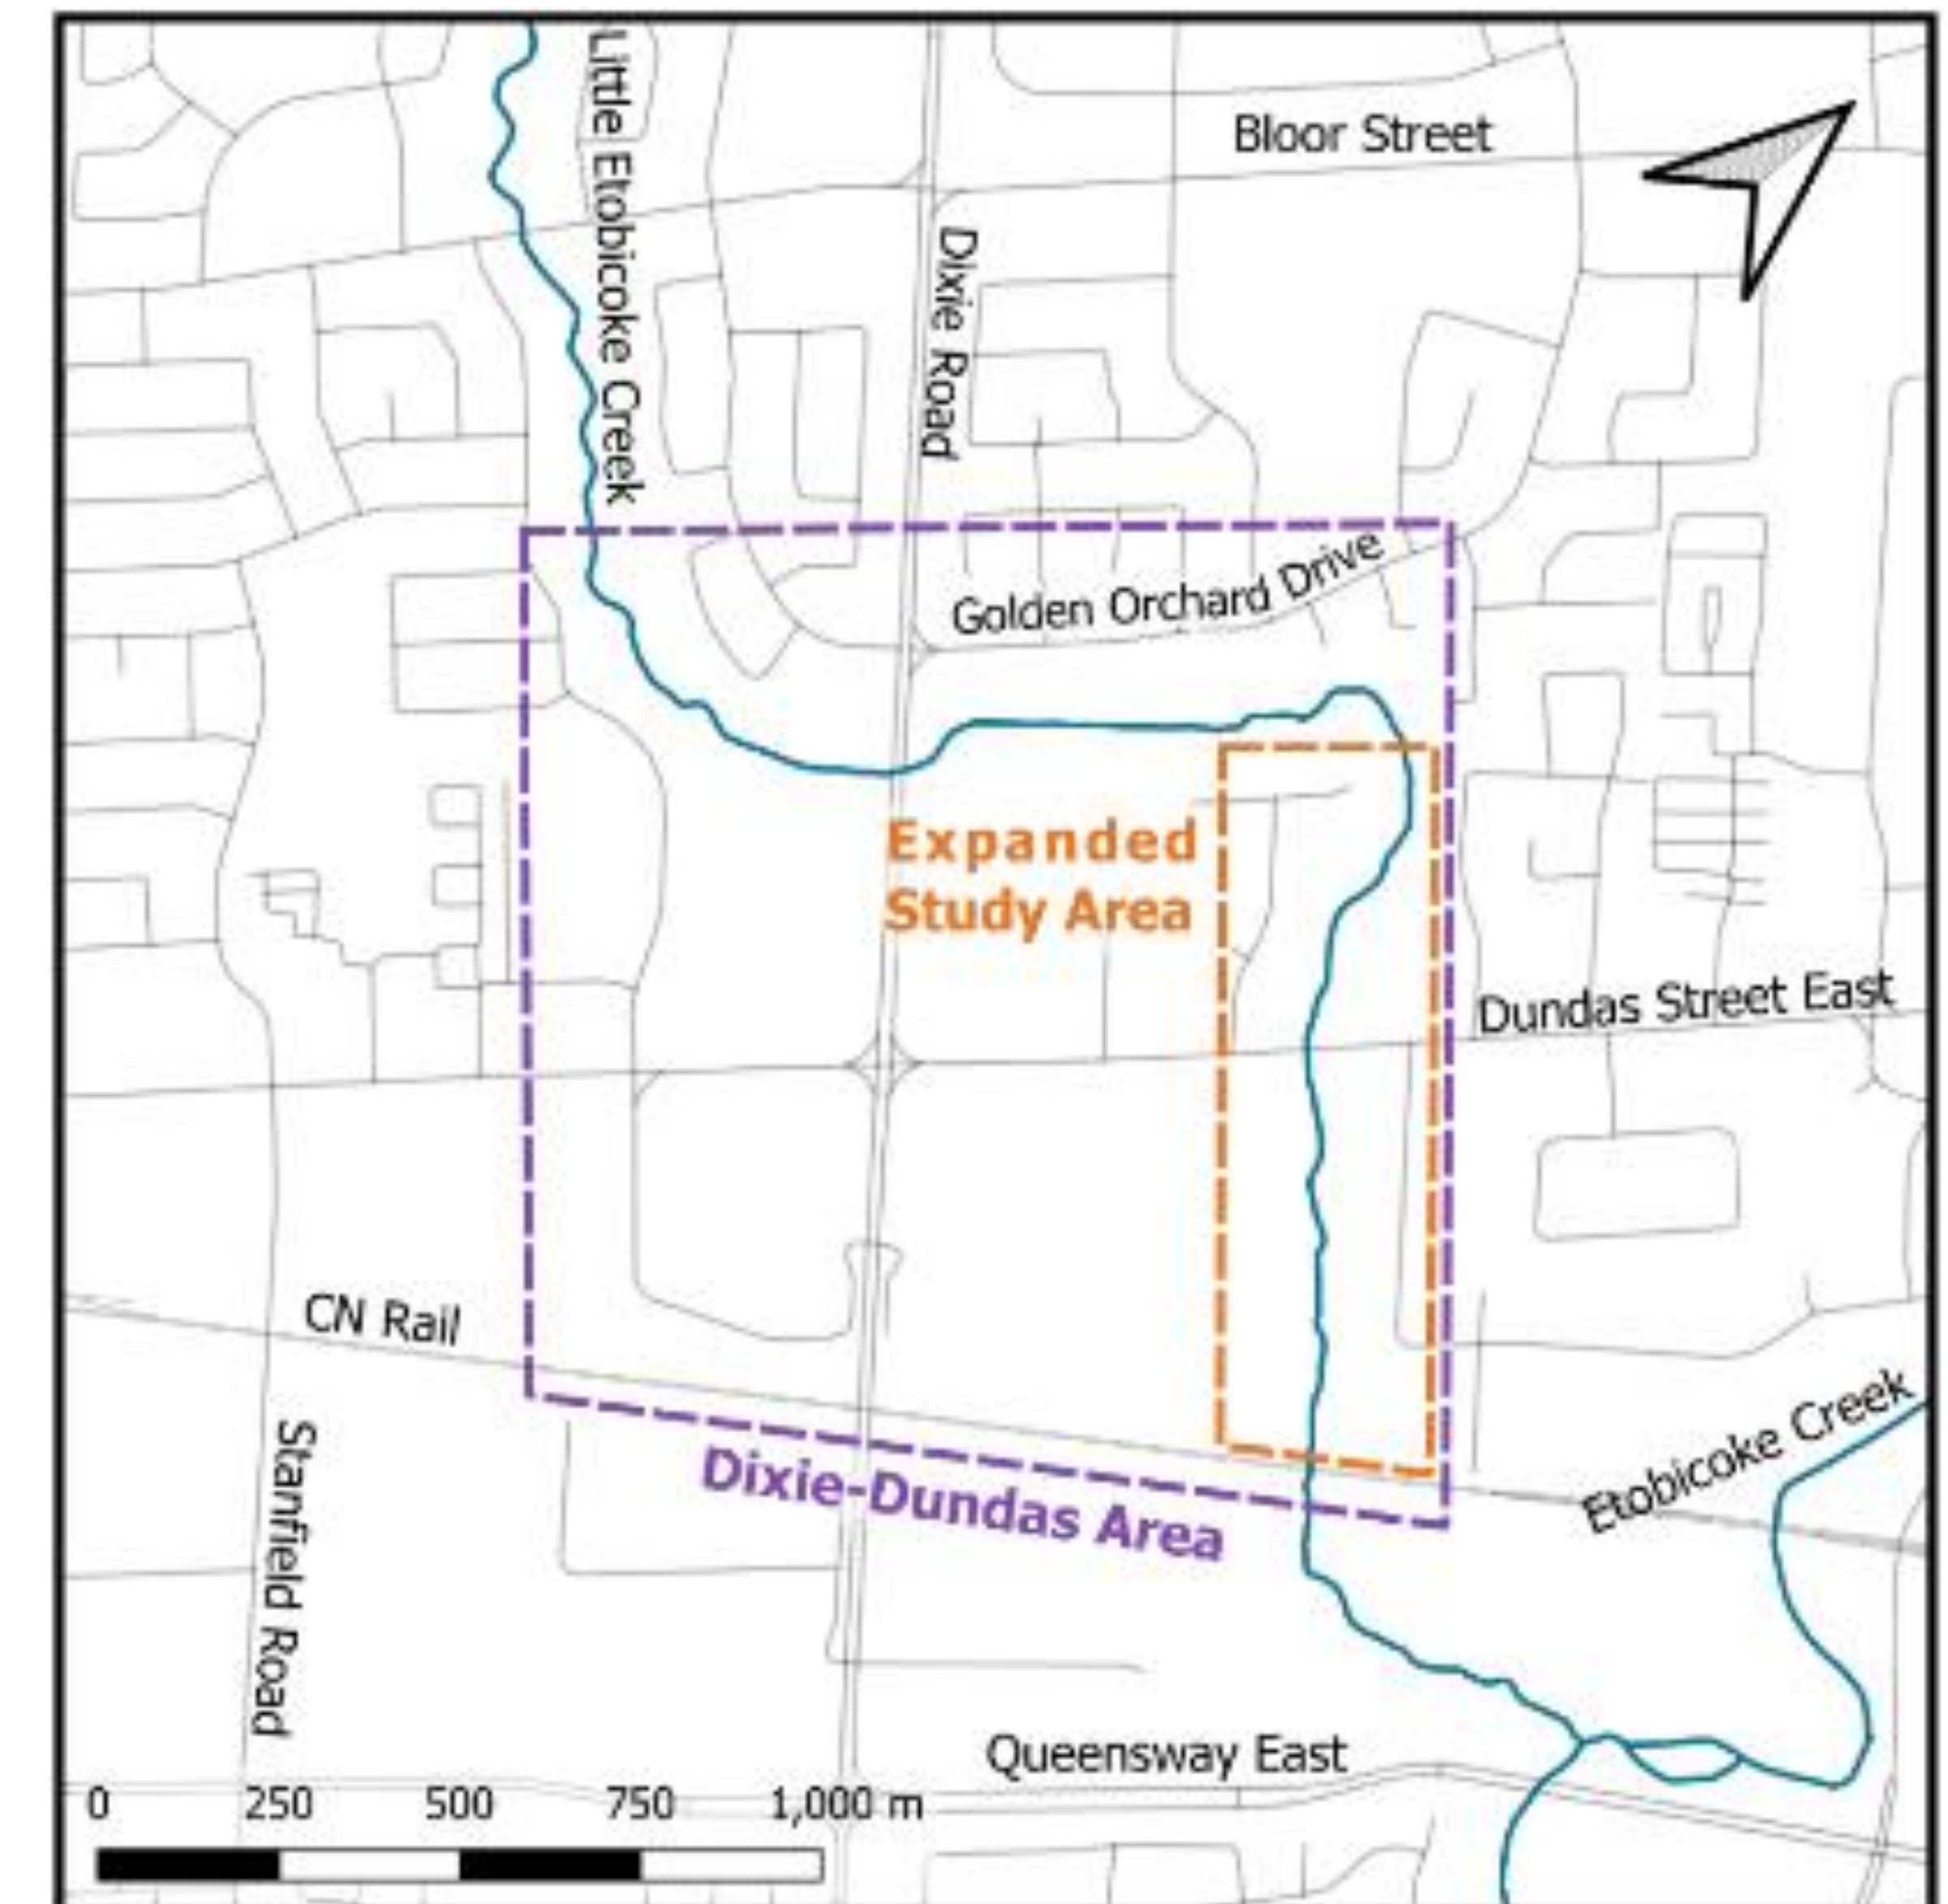 Little Etobicoke Creek
Bloor Street
Dixie Road
Golden Orchard Drive
Expanded
Study Area
Dundas Street East
CN Rail
Dixie-Dundas Area
Etobicoke Creek
Stanfield Road
Queensway East
0 250 500 750 1,000 m